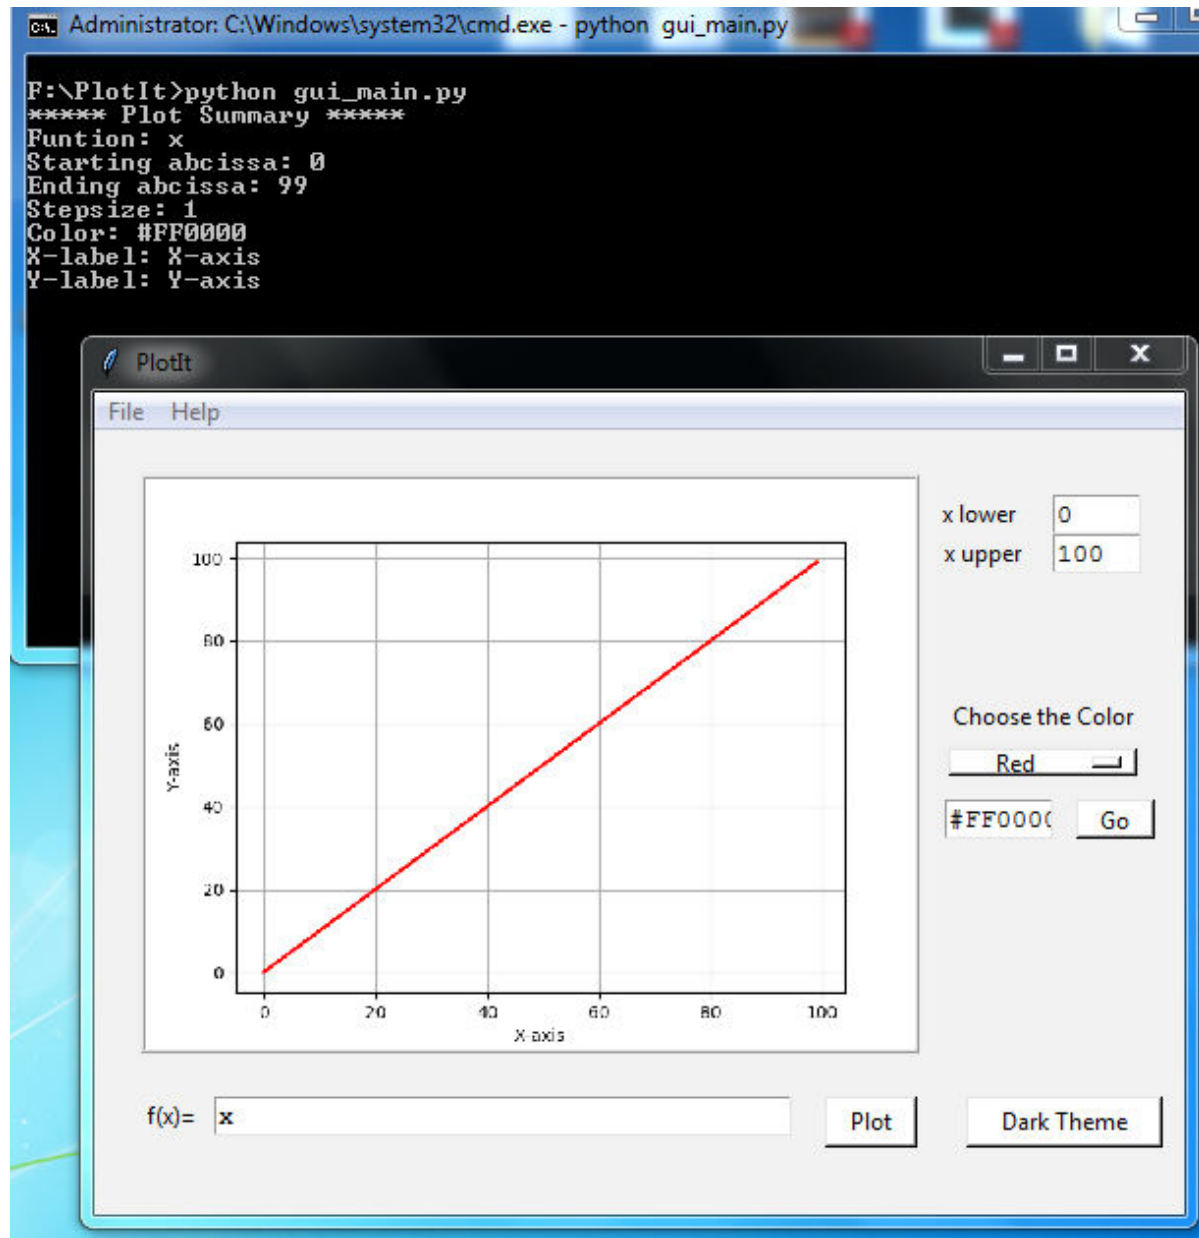 Administrator: C:\Windows\system32\cmd.exe - python gui_main.py
F:\PlotIt>python gui_main.py
***** Plot Summary *****
Funtion: x
Starting abcissa: 0
Ending abcissa: 99
Stepsize: 1
Color: #FF0000
X-label: X-axis
Y-label: Y-axis
PlotIt
File Help
x lower 0
x upper 100
100
80
60
40
20
0
Y-axis
0 20 40 60 80 100
X-axis
Choose the Color
Red
#FF000 Go
f(x)= x
Plot
Dark Theme